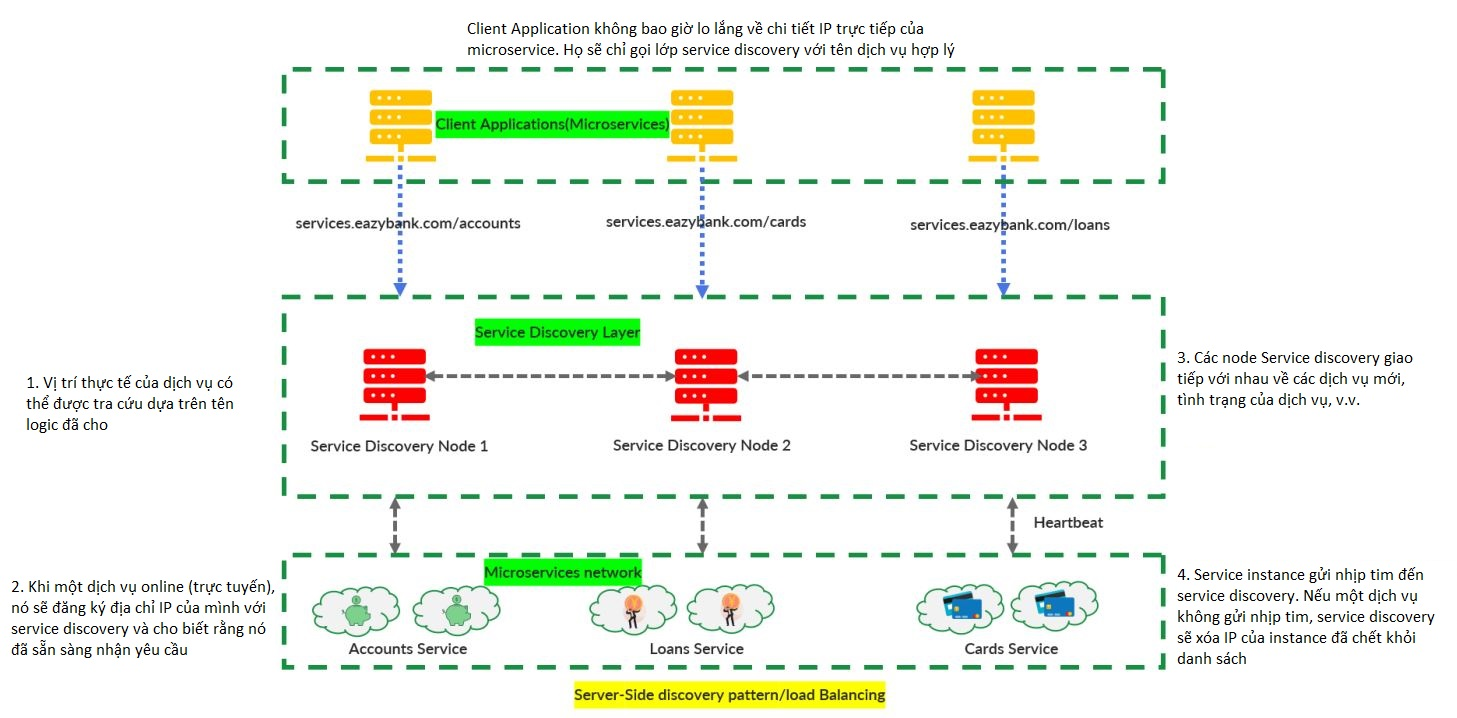 Client Application không bao giờ lo lắng về chi tiết IP trực tiếp của
microservice. Họ sẽ chỉ gọi lớp service discovery với tên dịch vụ hợp lý
Client Applications(Microservices)
services.eazybank.com/accounts
services.eazybank.com/cards
services.eazybank.com/loans
Service Discovery Layer
1. Vị trí thực tế của dịch vụ có
thể được tra cứu dựa trên tên
logic đã cho
Service Discovery Node 1
Service Discovery Node 2
Service Discovery Node 3
3. Các node Service discovery giao
tiếp với nhau về các dịch vụ mới,
tình trạng của dịch vụ, v.v.
Heartbeat
Microservices network
2. Khi một dịch vụ online (trực tuyến),
nó sẽ đăng ký địa chỉ IP của mình với
service discovery và cho biết rằng nó
đã sẵn sàng nhận yêu cầu
Accounts Service
Loans Service
Cards Service
4. Service instance gửi nhịp tim đến
service discovery. Nếu một dịch vụ
không gửi nhịp tim, service discovery
sẽ xóa IP của instance đã chết khỏi
danh sách
Server-Side discovery pattern/load Balancing